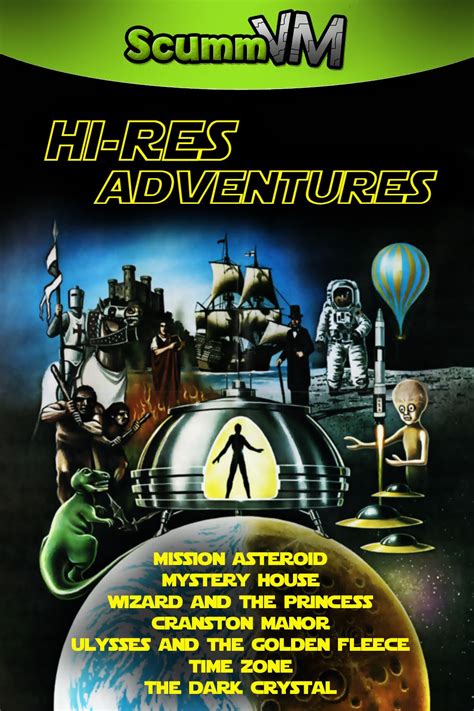 ScummVM
HI-RES
ADVENTURES
MISSION ASTEROID
MYSTERY HOUSE
WIZARD AND THE PRINCESS
CRANSTON MANOR
ULYSSES AND THE GOLDEN FLEECE
TIME ZONE
THE DARK CRYSTAL